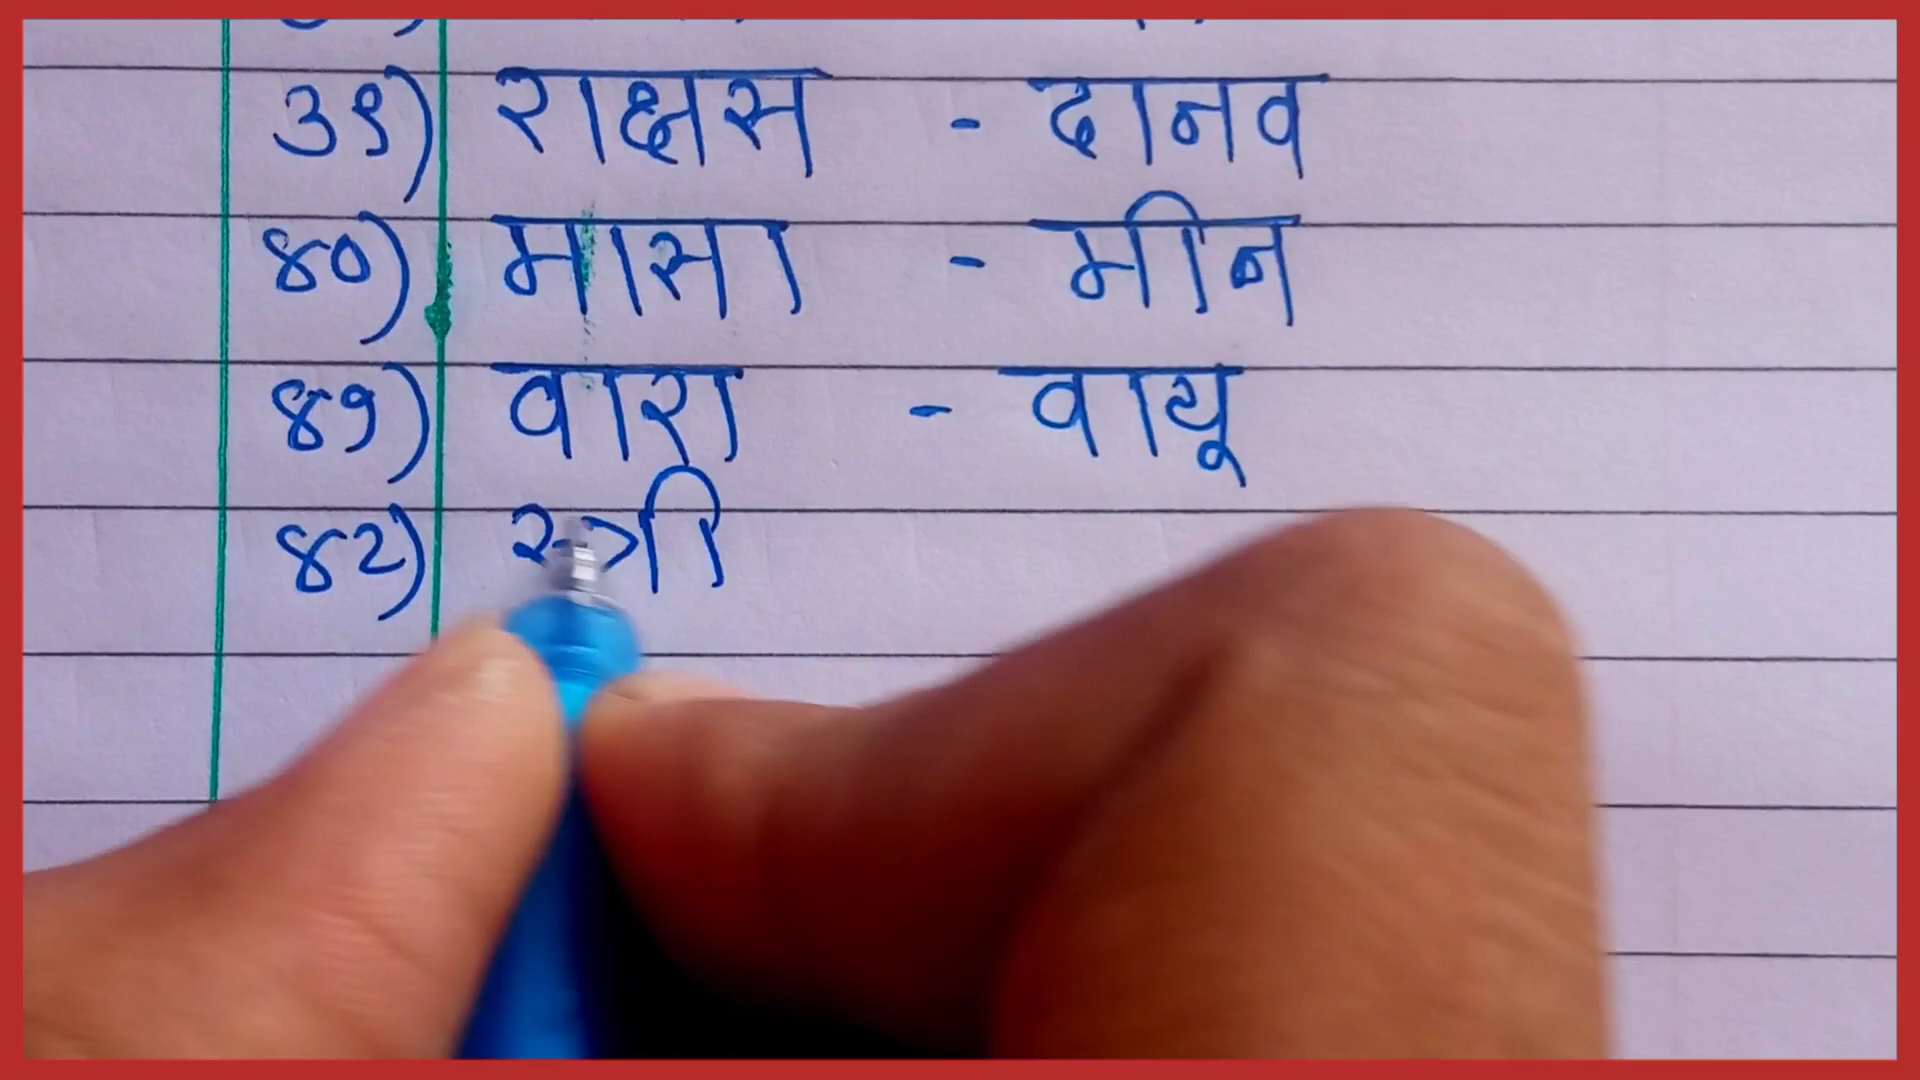 ३९) राक्षस - दानव
४०) मासा - मीन
४१) वारा - वायू
४२) स्त्री